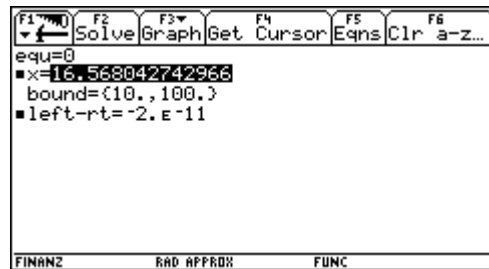 F1 F2 F3▾ F4 F5 F6
Solve Graph Get Cursor Eqns Clr a-z…
equ=0
▪x=16.568042742966
bound={10.,100.}
▪left-rt=⁻2.ᴇ⁻11
FINANZ RAD APPROX FUNC